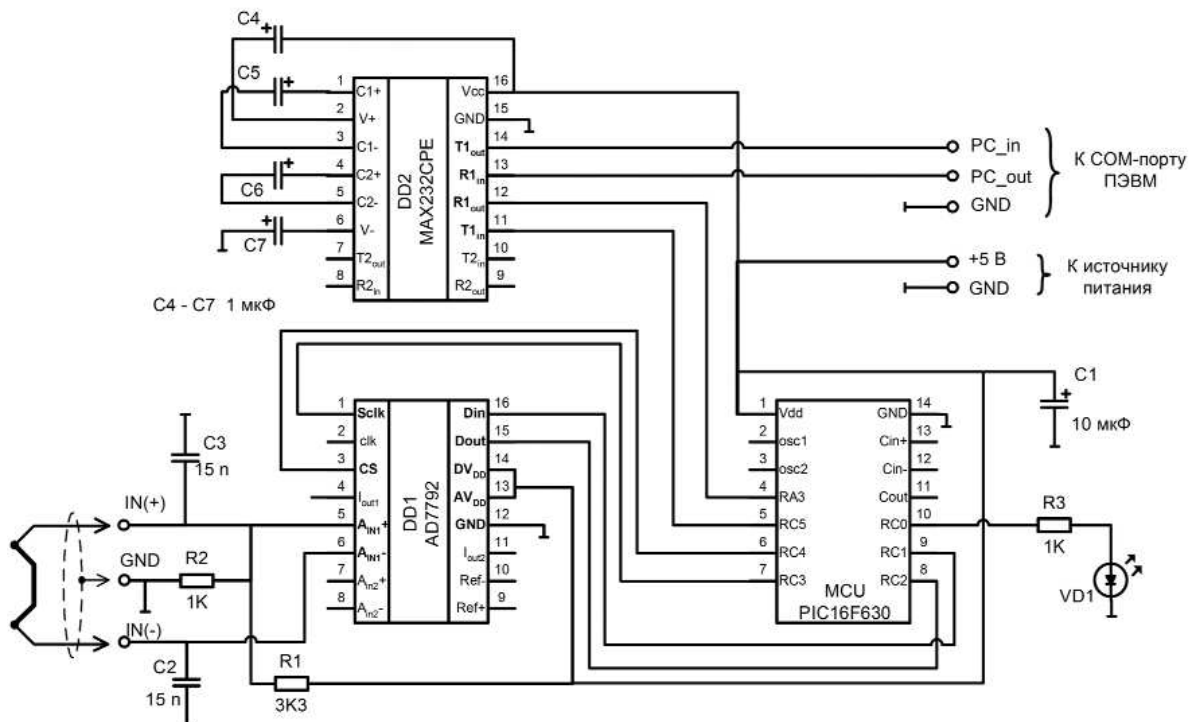 C4
C5
C6
C7
C4 - C7 1 мкФ
1 C1+ Vcc 16
2 V+ GND 15
3 C1- T1out 14
4 C2+ R1in 13
5 C2- R1out 12
6 V- T1in 11
7 T2out T2in 10
8 R2in R2out 9
DD2
MAX232CPE
PC_in
PC_out
GND
К COM-порту
ПЭВМ
+5 В
GND
К источнику
питания
C1
10 мкФ
C3
15 n
IN(+)
GND
R2
1K
IN(-)
C2
15 n
R1
3K3
1 Sclk Din 16
2 clk Dout 15
3 CS DVDD 14
4 Iout1 AVDD 13
5 AIN1+ GND 12
6 AIN1- Iout2 11
7 Ain2+ Ref- 10
8 Ain2- Ref+ 9
DD1
AD7792
1 Vdd GND 14
2 osc1 Cin+ 13
3 osc2 Cin- 12
4 RA3 Cout 11
5 RC5 RC0 10
6 RC4 RC1 9
7 RC3 RC2 8
MCU
PIC16F630
R3
1K
VD1